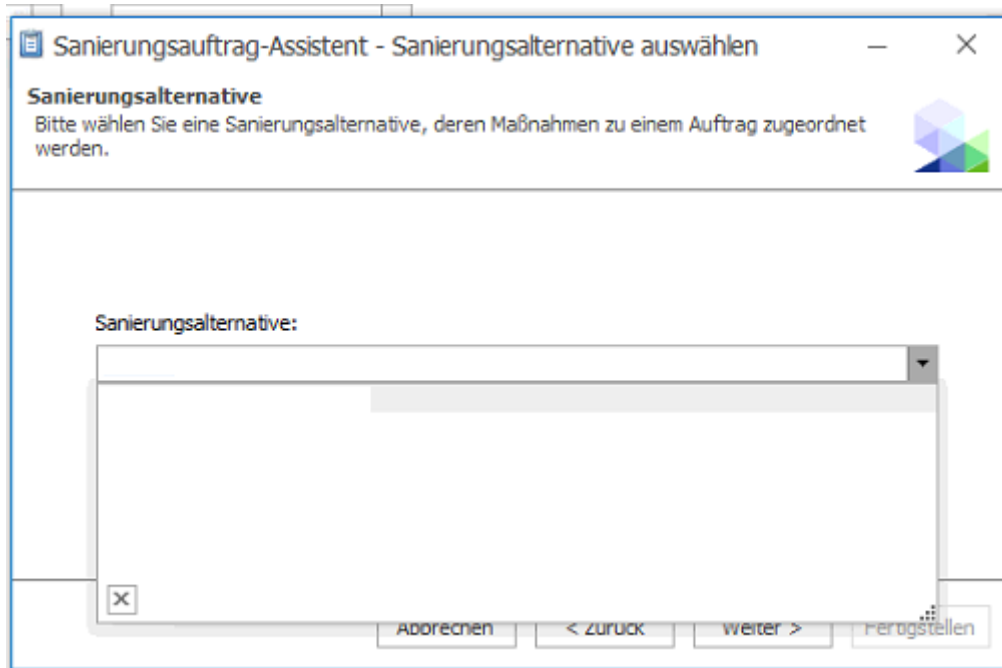 Sanierungsauftrag-Assistent - Sanierungsalternative auswählen
Sanierungsalternative
Bitte wählen Sie eine Sanierungsalternative, deren Maßnahmen zu einem Auftrag zugeordnet
werden.
Sanierungsalternative:
Abbrechen < Zurück Weiter > Fertigstellen